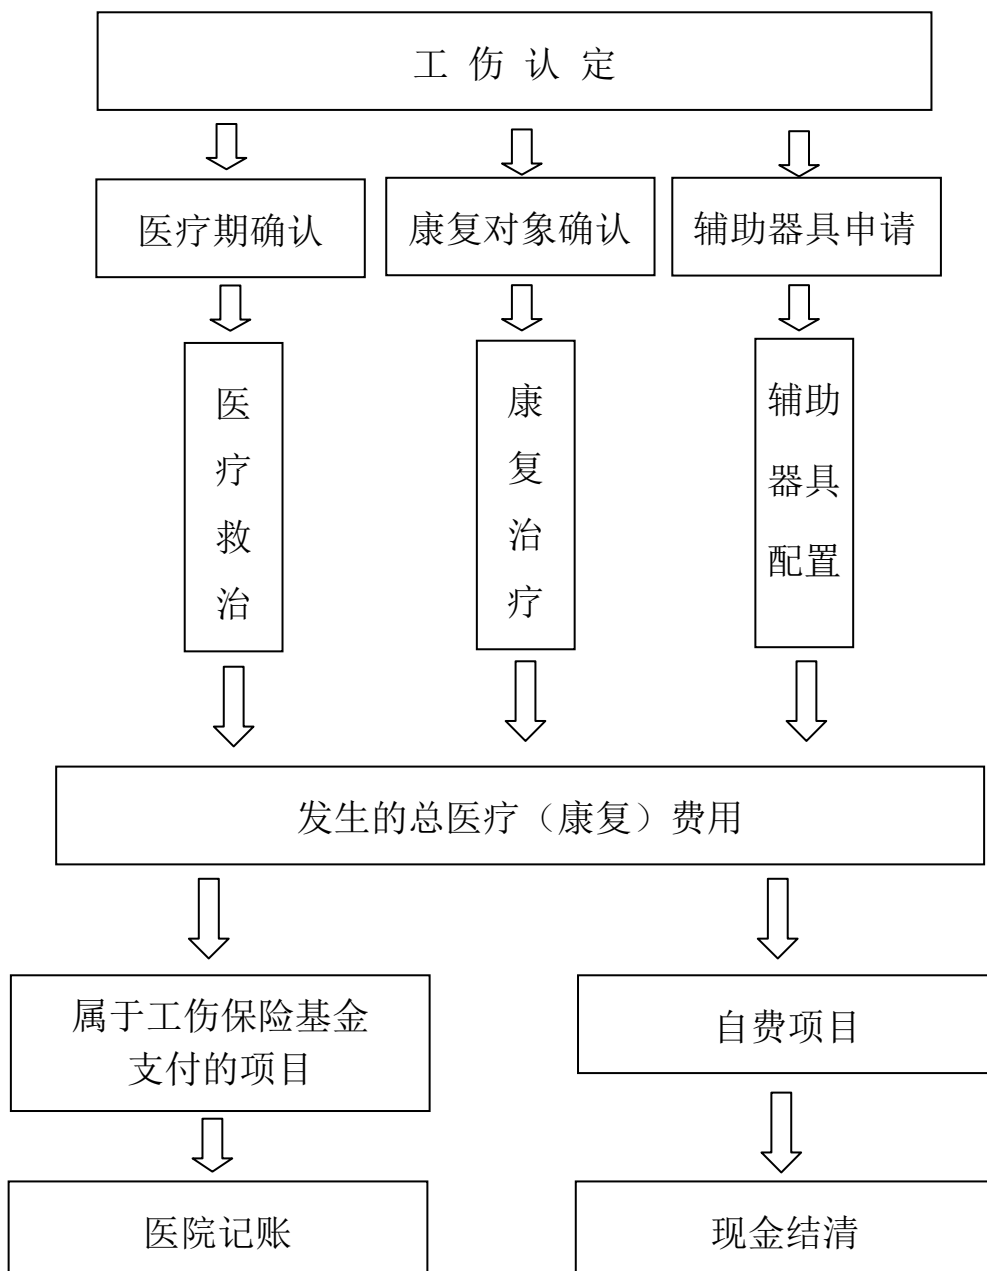 工 伤 认 定
医疗期确认
康复对象确认
辅助器具申请
医
疗
救
治
康
复
治
疗
辅助
器具
配置
发生的总医疗（康复）费用
属于工伤保险基金
支付的项目
自费项目
医院记账
现金结清